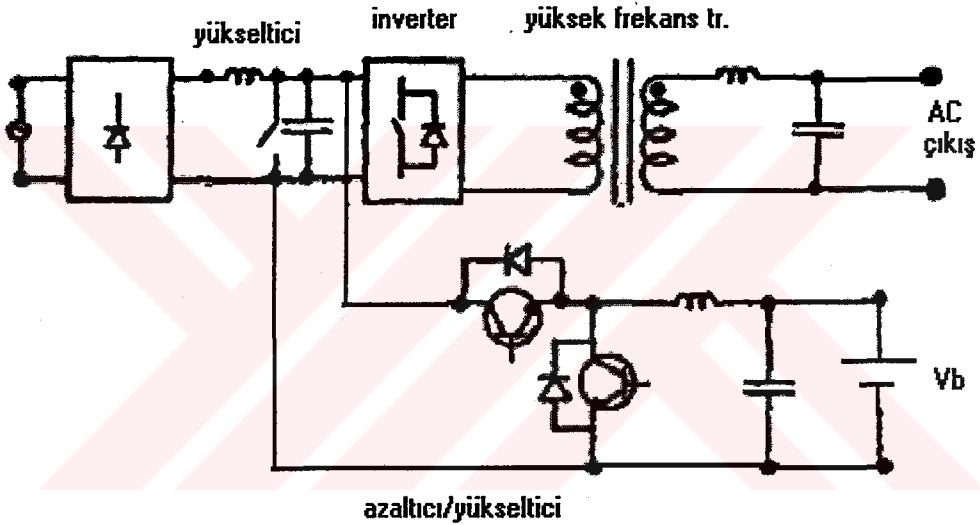 yükseltici
inverter
yüksek frekans tr.
AC
çıkış
Vb
azaltıcı/yükseltici